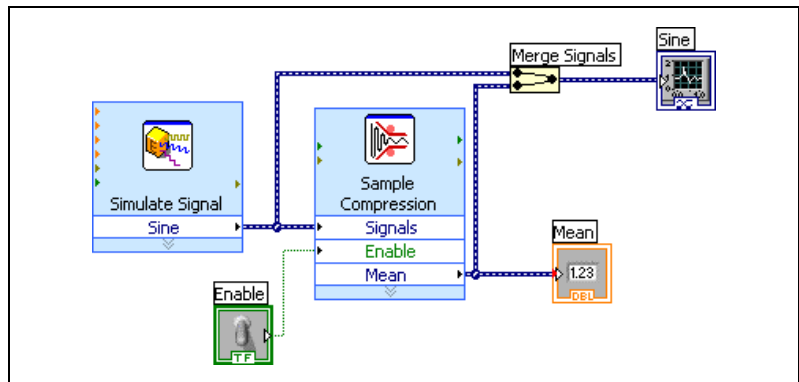 Sine
Merge Signals
Simulate Signal
Sine
Sample
Compression
Signals
Enable
Mean
Mean
1.23
DBL
Enable
TF